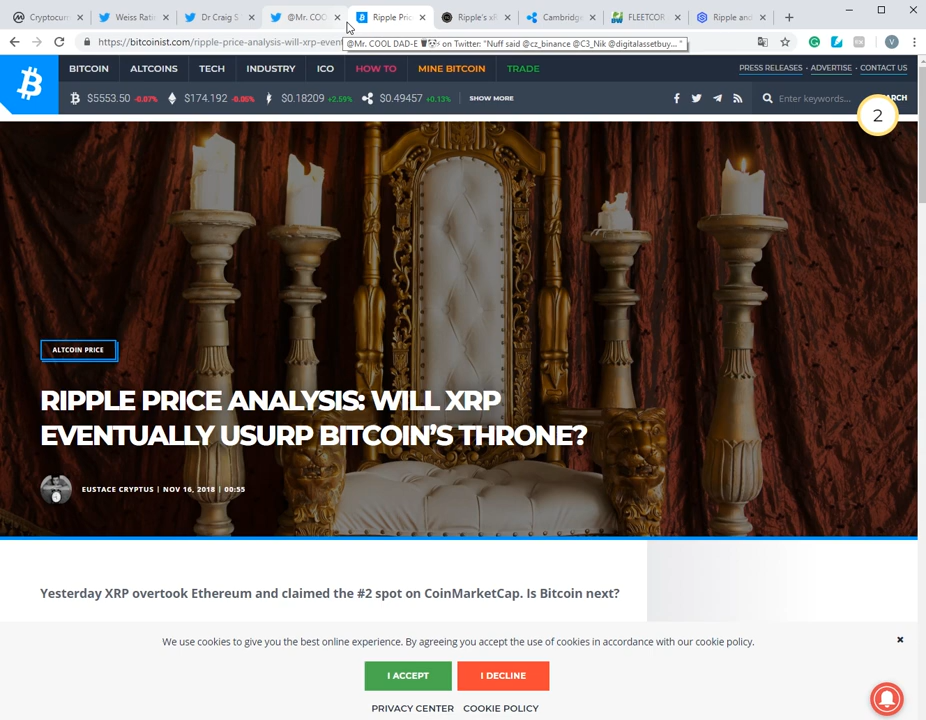 Cryptocurr
Weiss Rati
Dr Craig S
@Mr. COO
Ripple Pric
Ripple's xR
Cambridge
FLEETCOR
Ripple and
https://bitcoinist.com/ripple-price-analysis-will-xrp-even
@Mr. COOL DAD-E on Twitter: "Nuff said @cz_binance @C3_Nik @digitalassetbuy... "
V
BITCOIN ALTCOINS TECH INDUSTRY ICO HOW TO MINE BITCOIN TRADE
PRESS RELEASES • ADVERTISE • CONTACT US
$5553.50 -0.07% $174.192 -0.06% $0.18209 +2.59% $0.49457 +0.13% SHOW MORE
Enter keywords...
ARCH
2
ALTCOIN PRICE
RIPPLE PRICE ANALYSIS: WILL XRP
EVENTUALLY USURP BITCOIN'S THRONE?
EUSTACE CRYPTUS | NOV 16, 2018 | 00:55
Yesterday XRP overtook Ethereum and claimed the #2 spot on CoinMarketCap. Is Bitcoin next?
We use cookies to give you the best online experience. By agreeing you accept the use of cookies in accordance with our cookie policy.
I ACCEPT
I DECLINE
PRIVACY CENTER COOKIE POLICY